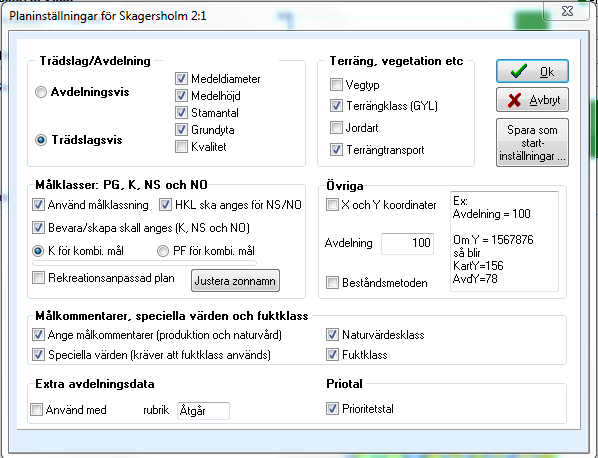 Planinställningar för Skagersholm 2:1
Trädslag/Avdelning
Avdelningsvis
Trädslagsvis
Medeldiameter
Medelhöjd
Stamantal
Grundyta
Kvalitet
Terräng, vegetation etc
Vegtyp
Terrängklass (GYL)
Jordart
Terrängtransport
Ok
Avbryt
Spara som
start-
inställningar ...
Målklasser: PG, K, NS och NO
Använd målklassning
HKL ska anges för NS/NO
Bevara/skapa skall anges (K, NS och NO)
K för kombi. mål
PF för kombi. mål
Rekreationsanpassad plan
Justera zonnamn
Övriga
X och Y koordinater
Avdelning
100
Beståndsmetoden
Ex:
Avdelning = 100
Om Y = 1567876
så blir
KartY=156
AvdY=78
Målkommentarer, speciella värden och fuktklass
Ange målkommentarer (produktion och naturvård)
Naturvärdesklass
Speciella värden (kräver att fuktklass används)
Fuktklass
Extra avdelningsdata
Använd med
rubrik
Åtgår
Priotal
Prioritetstal